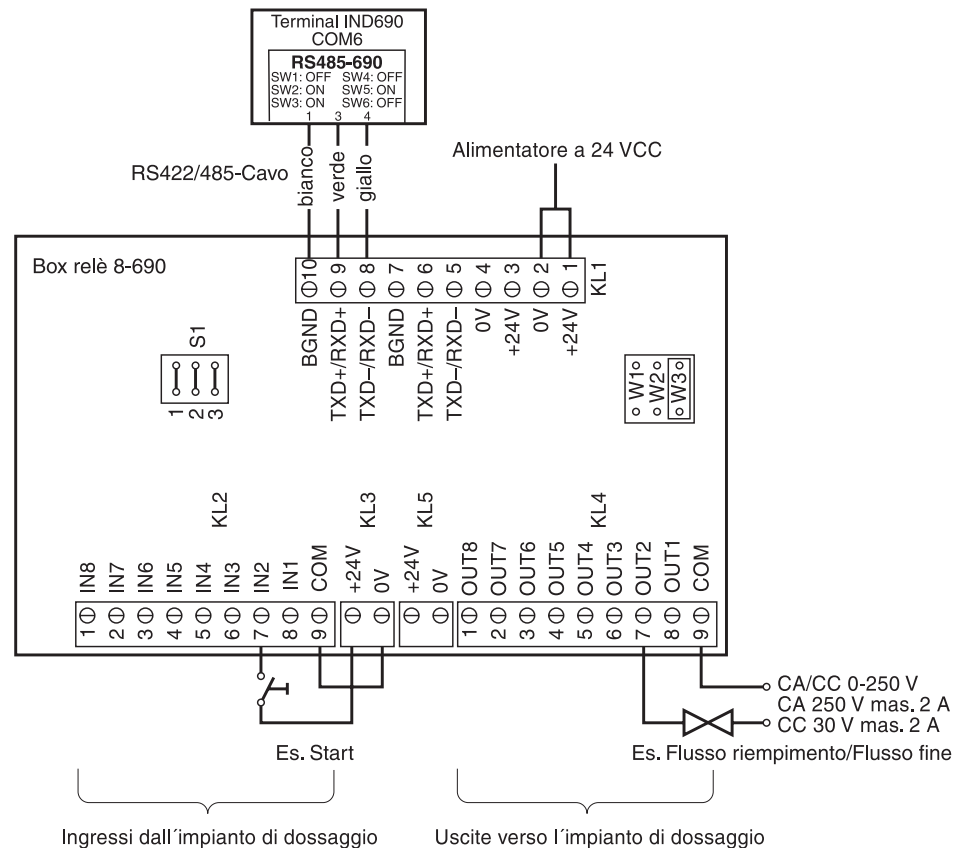 Terminal IND690
COM6
RS485-690
SW1: OFF SW4: OFF
SW2: ON SW5: ON
SW3: ON SW6: OFF
1 3 4
RS422/485-Cavo
bianco
verde
giallo
Alimentatore a 24 VCC
Box relè 8-690
10 9 8 7 6 5 4 3 2 1
KL1
BGND
TXD+/RXD+
TXD–/RXD–
BGND
TXD+/RXD+
TXD–/RXD–
0V
+24V
0V
+24V
S1
1 2 3
W1
W2
W3
KL2
KL3
KL5
KL4
IN8 IN7 IN6 IN5 IN4 IN3 IN2 IN1 COM
+24V 0V
+24V 0V
OUT8 OUT7 OUT6 OUT5 OUT4 OUT3 OUT2 OUT1 COM
1 2 3 4 5 6 7 8 9
1 2 3 4 5 6 7 8 9
CA/CC 0-250 V
CA 250 V mas. 2 A
CC 30 V mas. 2 A
Es. Start
Es. Flusso riempimento/Flusso fine
Ingressi dall´impianto di dossaggio
Uscite verso l´impianto di dossaggio